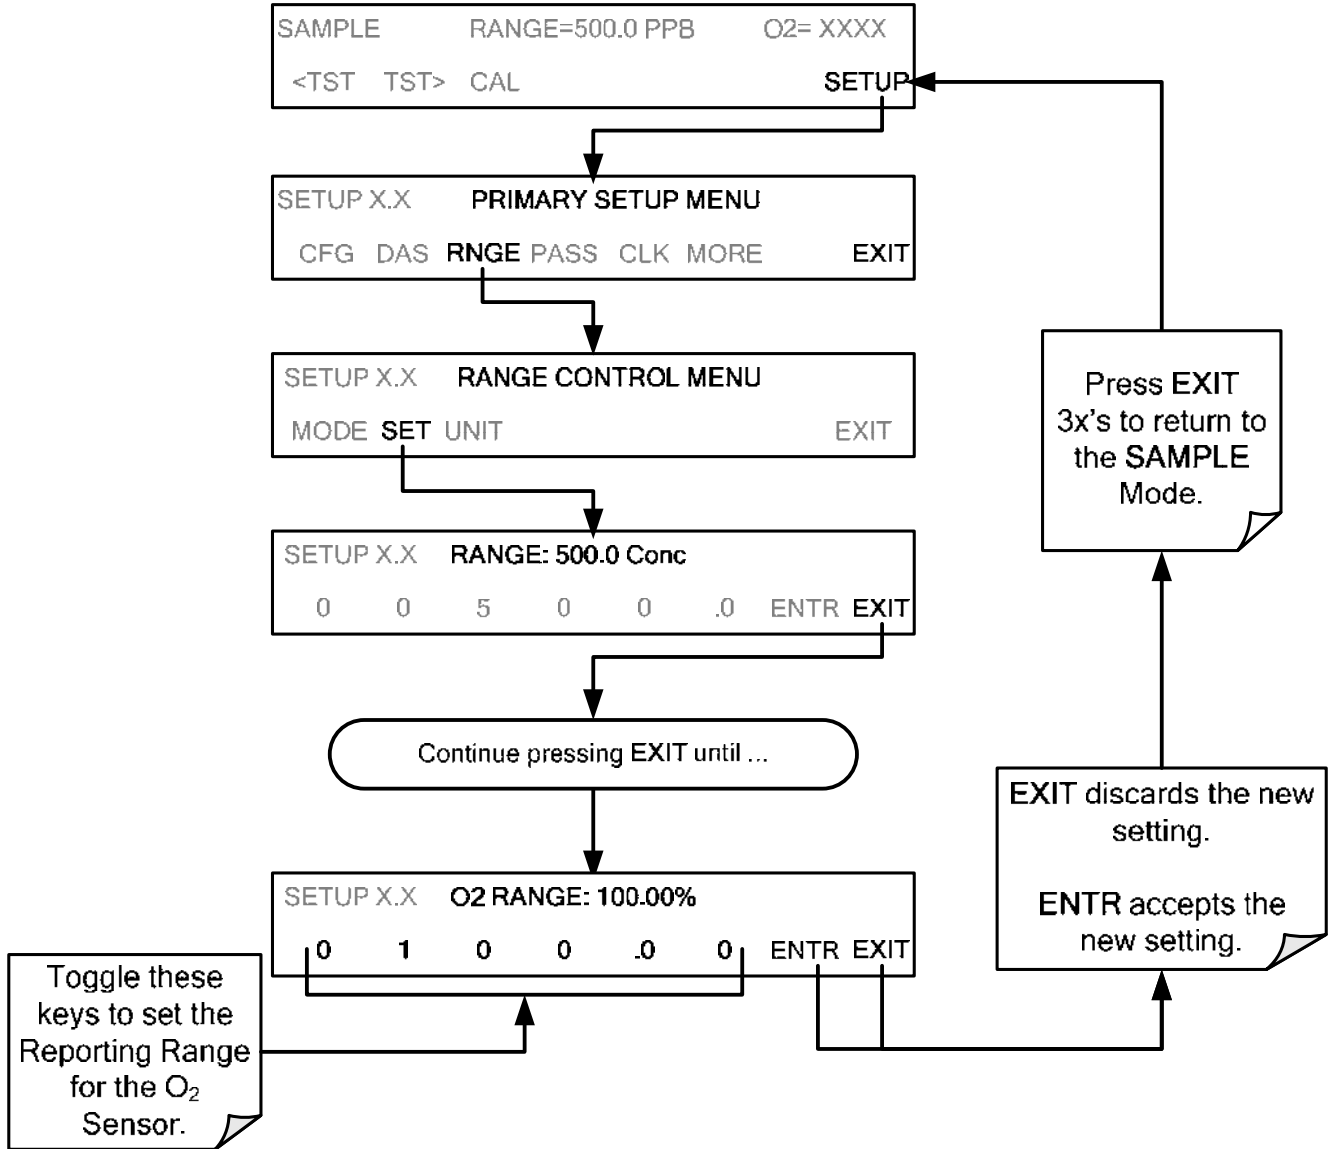 SAMPLE RANGE=500.0 PPB O2= XXXX
<TST TST> CAL SETUP
SETUP X.X PRIMARY SETUP MENU
CFG DAS RNGE PASS CLK MORE EXIT
SETUP X.X RANGE CONTROL MENU
MODE SET UNIT EXIT
SETUP X.X RANGE: 500.0 Conc
0 0 5 0 0 .0 ENTR EXIT
Continue pressing EXIT until ...
SETUP X.X O2 RANGE: 100.00%
0 1 0 0 .0 0 ENTR EXIT
Toggle these
keys to set the
Reporting Range
for the O₂
Sensor.
EXIT discards the new
setting.
ENTR accepts the
new setting.
Press EXIT
3x's to return to
the SAMPLE
Mode.